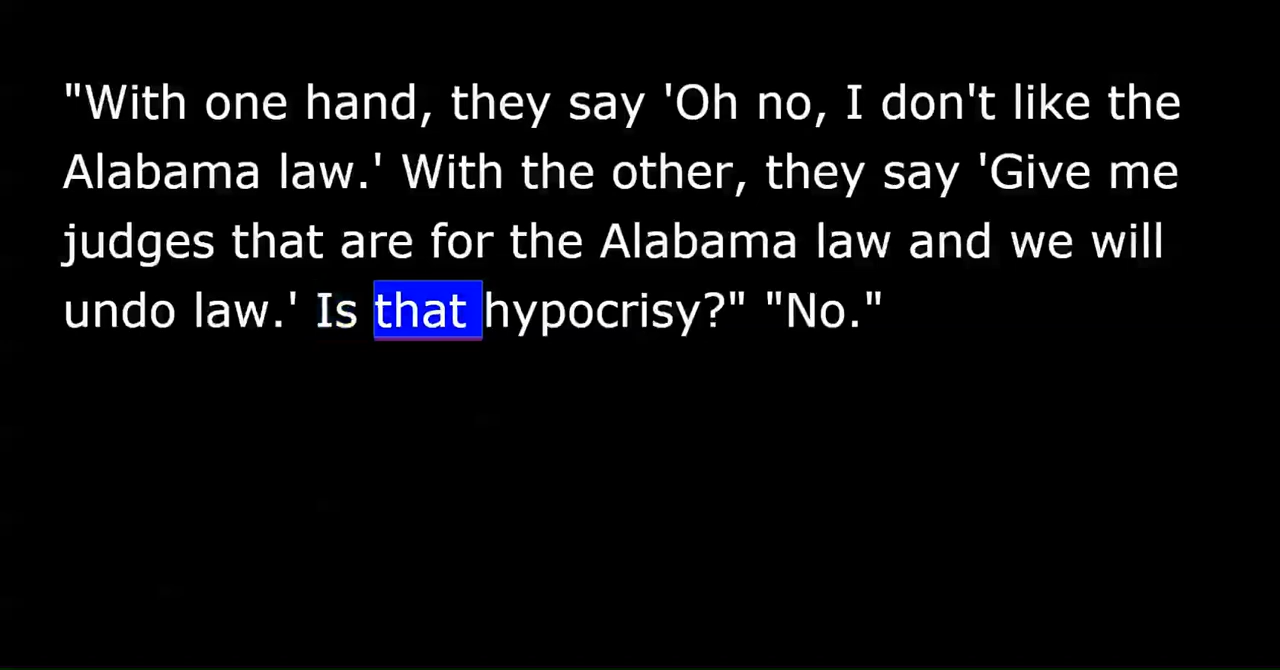 "With one hand, they say 'Oh no, I don't like the
Alabama law.' With the other, they say 'Give me
judges that are for the Alabama law and we will
undo law.' Is that hypocrisy?" "No."